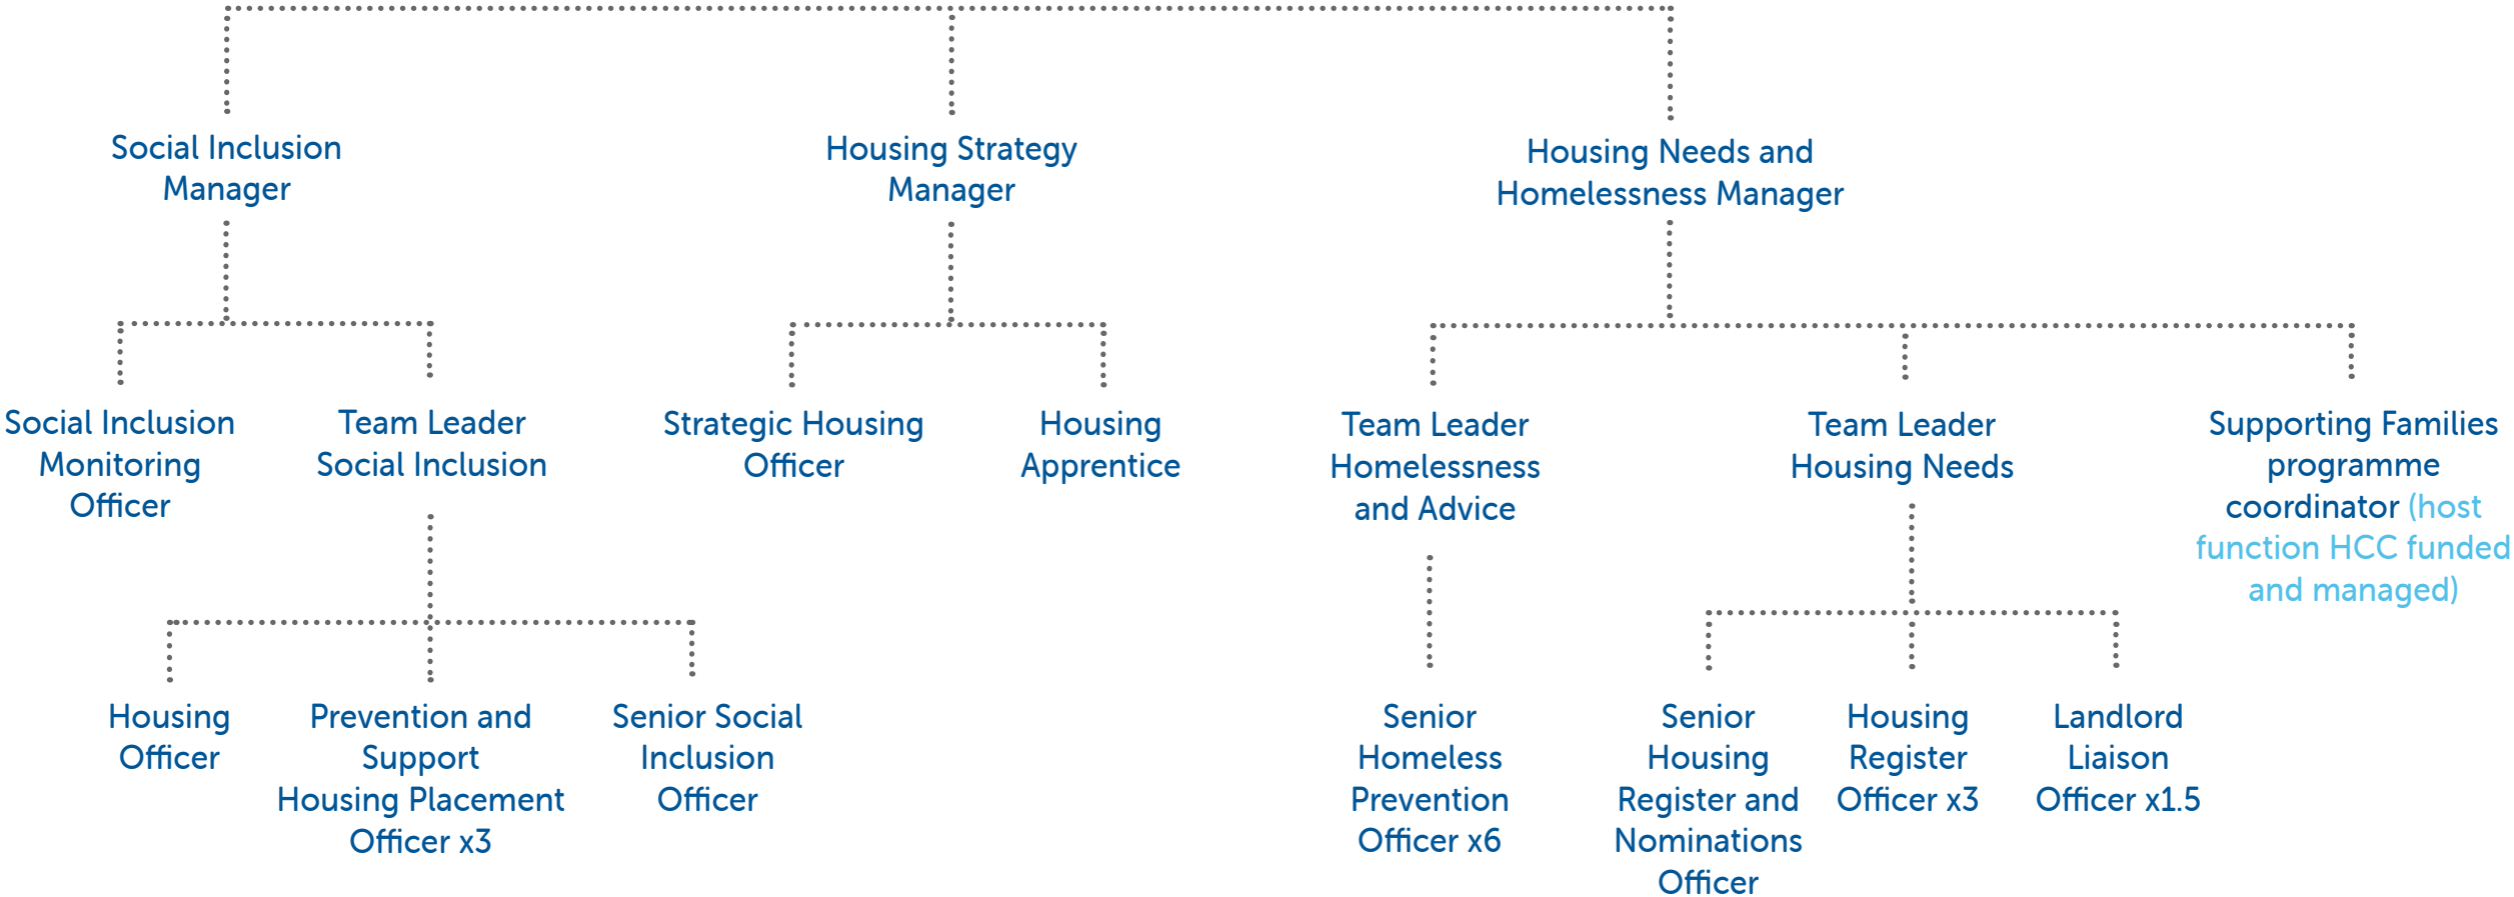 Social Inclusion
Manager
Housing Strategy
Manager
Housing Needs and
Homelessness Manager
Social Inclusion
Monitoring
Officer
Team Leader
Social Inclusion
Strategic Housing
Officer
Housing
Apprentice
Team Leader
Homelessness
and Advice
Team Leader
Housing Needs
Supporting Families
programme
coordinator (host
function HCC funded
and managed)
Housing
Officer
Prevention and
Support
Housing Placement
Officer x3
Senior Social
Inclusion
Officer
Senior
Homeless
Prevention
Officer x6
Senior
Housing
Register and
Nominations
Officer
Housing
Register
Officer x3
Landlord
Liaison
Officer x1.5